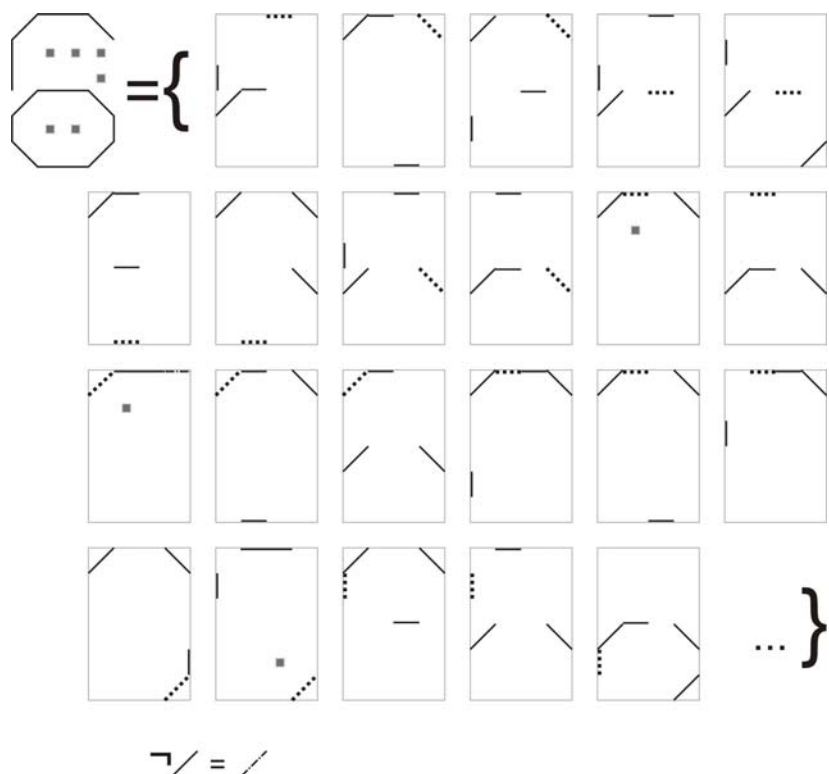 = {
... }
¬/ = /